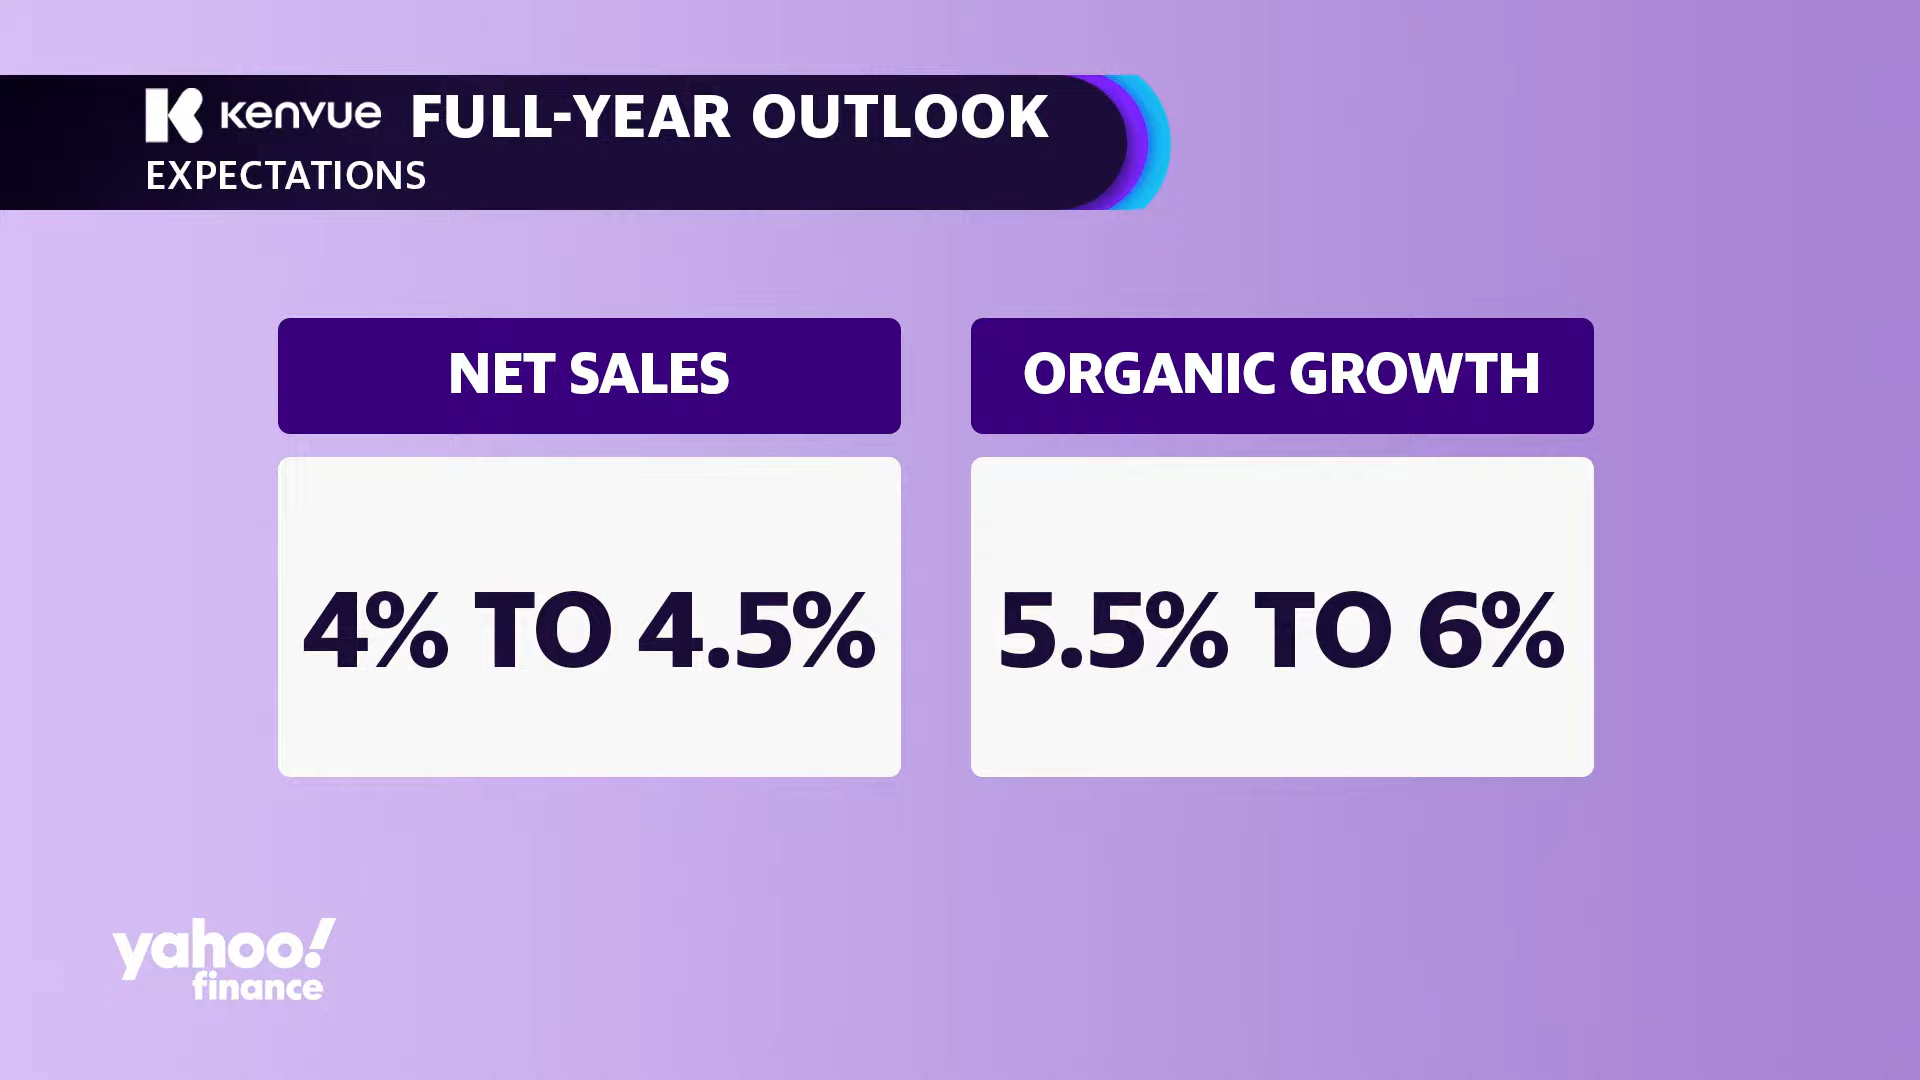 Kenvue FULL-YEAR OUTLOOK
EXPECTATIONS
NET SALES
4% TO 4.5%
ORGANIC GROWTH
5.5% TO 6%
yahoo!
finance